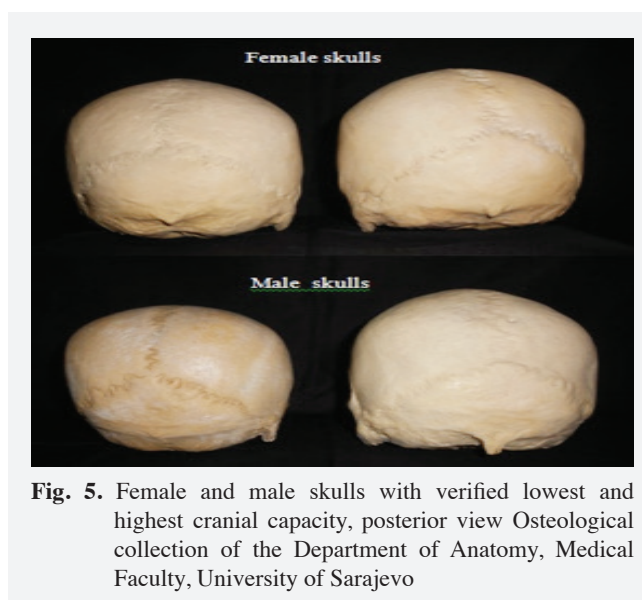 Female skulls
Male skulls
Fig. 5. Female and male skulls with verified lowest and
highest cranial capacity, posterior view Osteological
collection of the Department of Anatomy, Medical
Faculty, University of Sarajevo